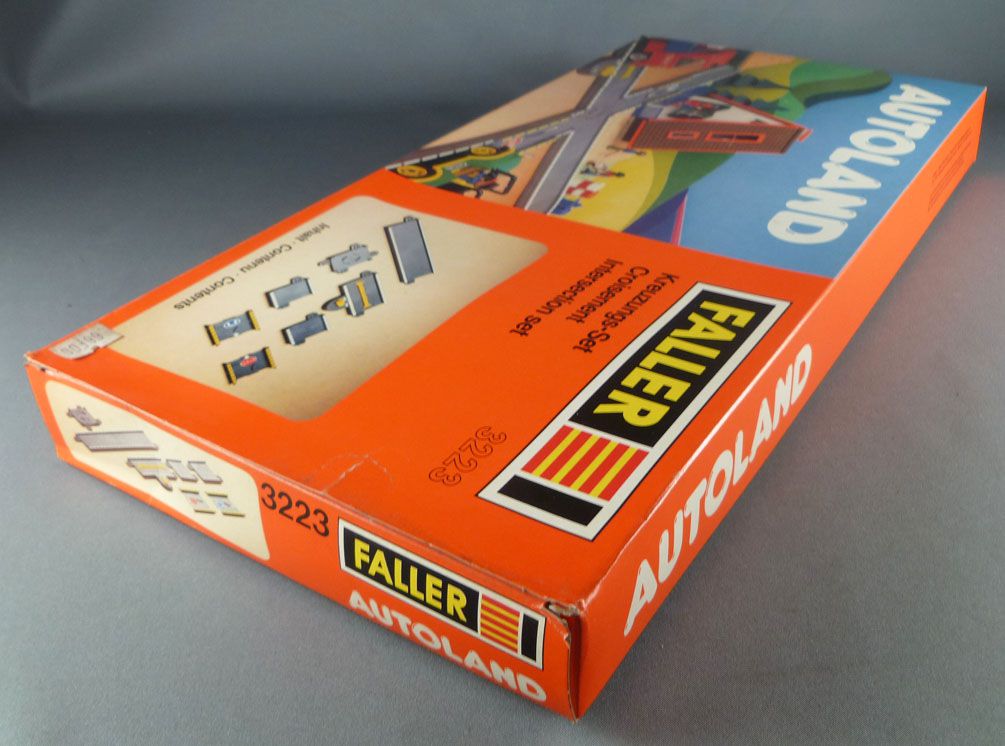 AUTOLAND
FALLER
Kreuzungs-Set
Croisement
Intersection set
3223
Inhalt · Contenu · Contents
3223
FALLER
AUTOLAND
AUTOLAND